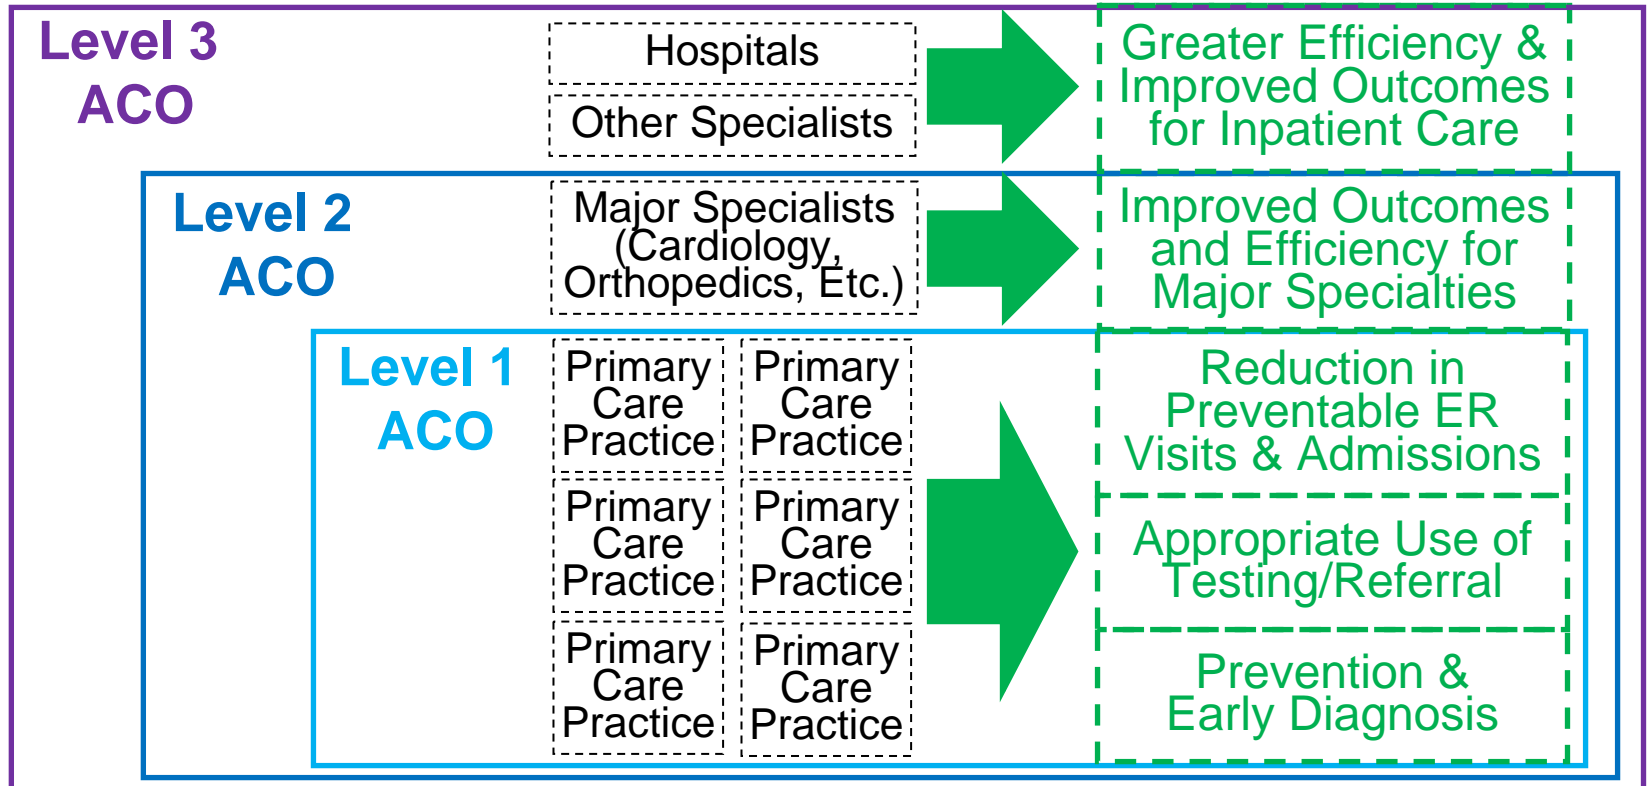 Level 3
ACO
Hospitals
Other Specialists
Greater Efficiency &
Improved Outcomes
for Inpatient Care
Level 2
ACO
Major Specialists
(Cardiology,
Orthopedics, Etc.)
Improved Outcomes
and Efficiency for
Major Specialties
Level 1
ACO
Primary
Care
Practice
Primary
Care
Practice
Primary
Care
Practice
Primary
Care
Practice
Primary
Care
Practice
Primary
Care
Practice
Reduction in
Preventable ER
Visits & Admissions
Appropriate Use of
Testing/Referral
Prevention &
Early Diagnosis